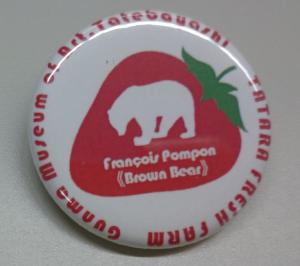 Gunma Museum of Art, Tatebayashi
TATARA FRESH FARM
François Pompon
《Brown Bear》